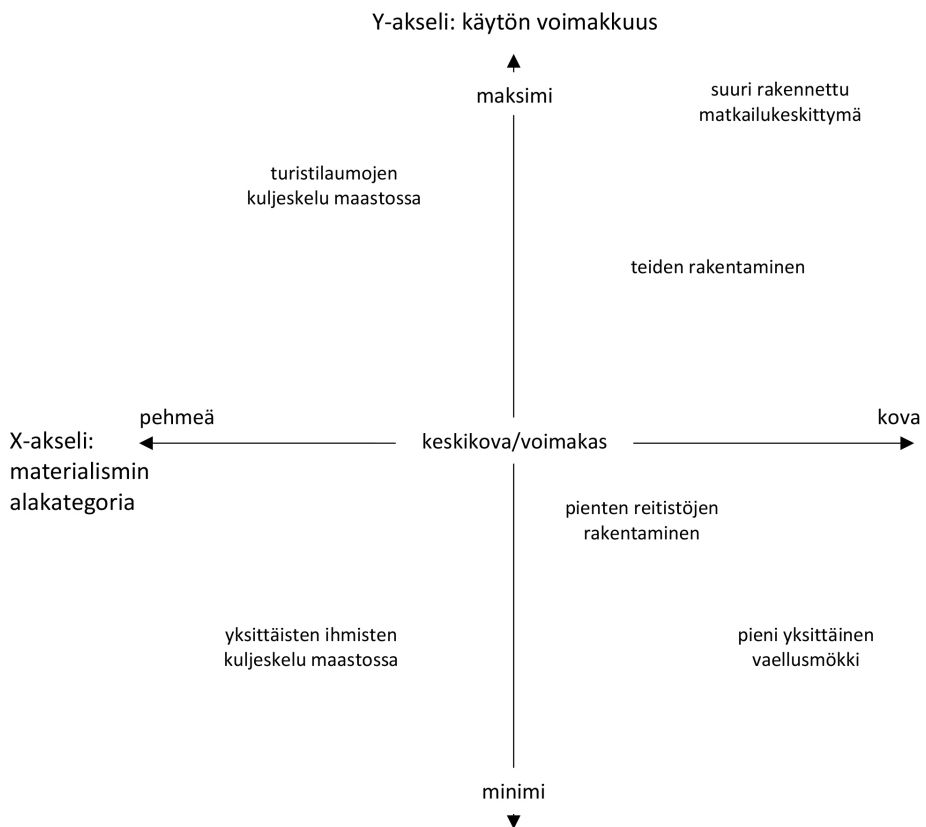 Y-akseli: käytön voimakkuus
maksimi
suuri rakennettu
matkailukeskittymä
turistilaumojen
kuljeskelu maastossa
teiden rakentaminen
pehmeä
kova
X-akseli:
materialismin
alakategoria
keskikova/voimakas
pienten reitistöjen
rakentaminen
yksittäisten ihmisten
kuljeskelu maastossa
pieni yksittäinen
vaellusmökki
minimi